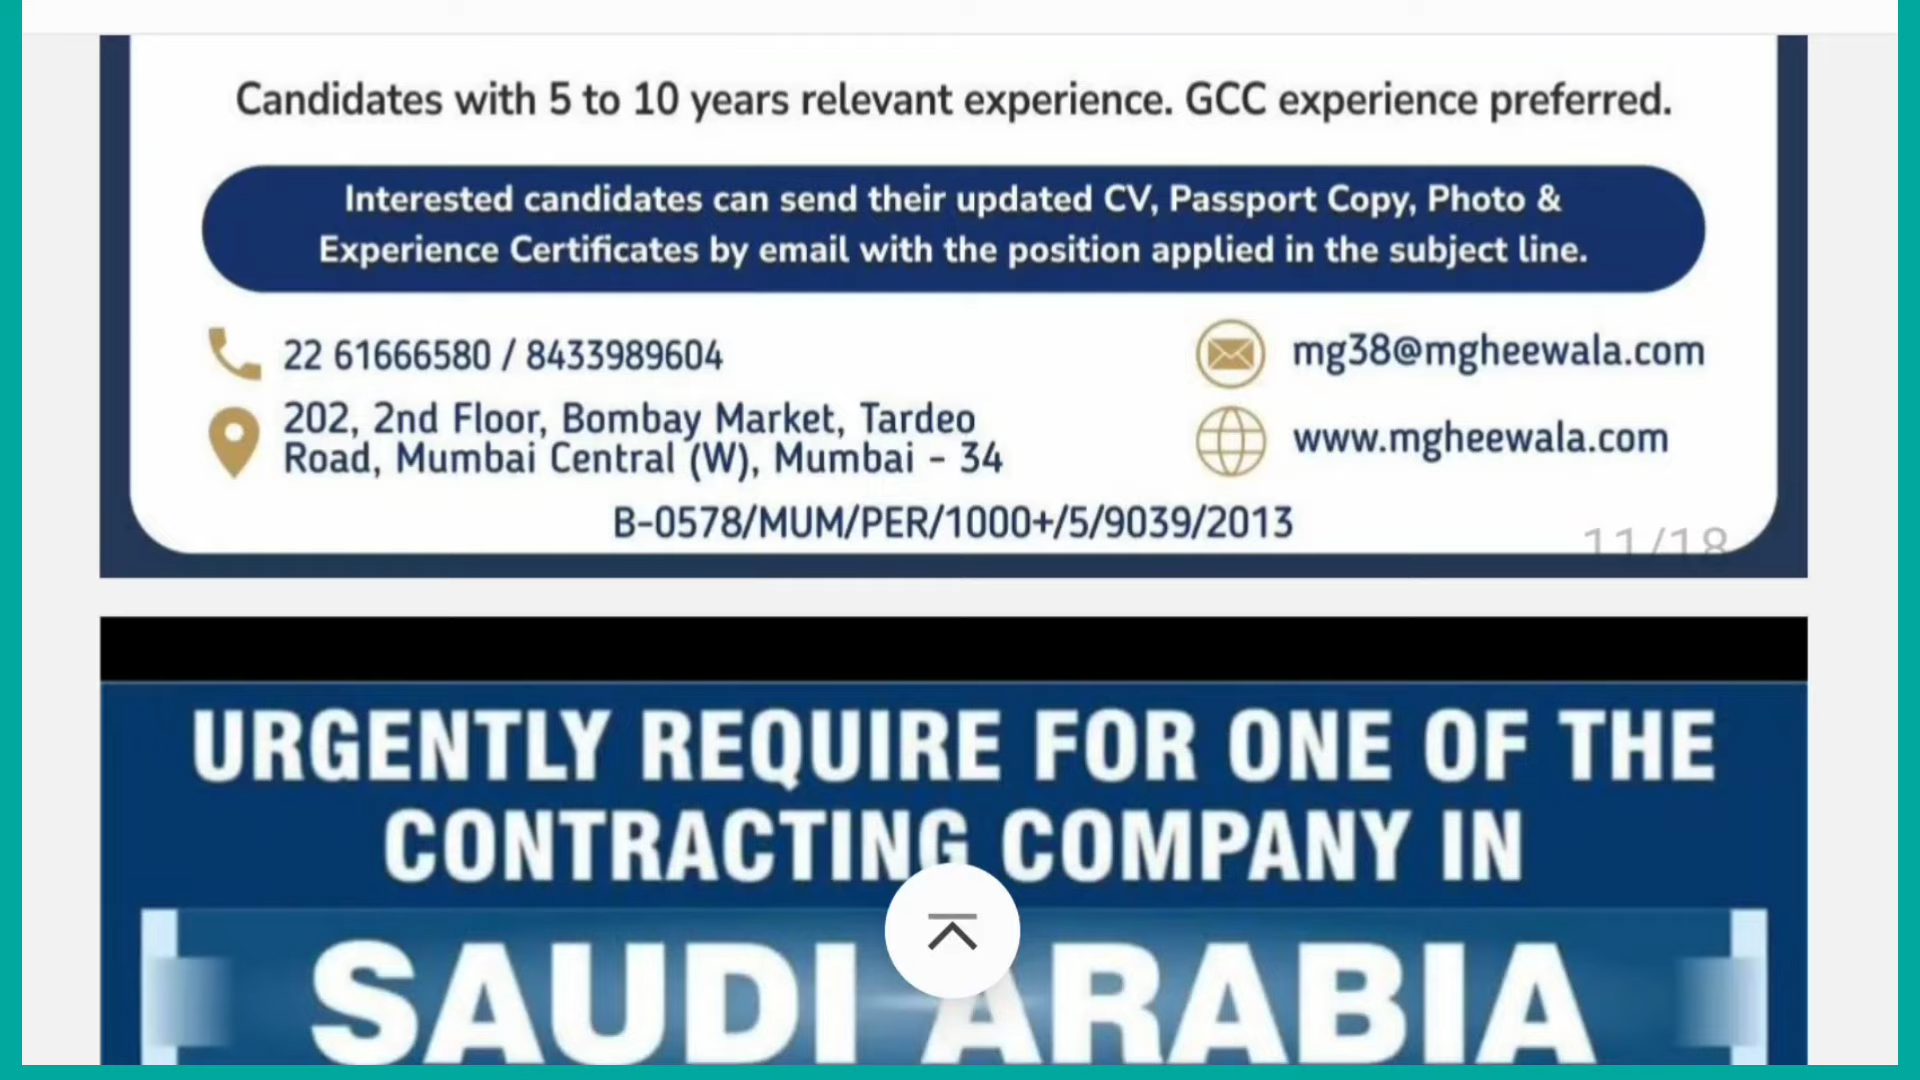 Candidates with 5 to 10 years relevant experience. GCC experience preferred.
Interested candidates can send their updated CV, Passport Copy, Photo &
Experience Certificates by email with the position applied in the subject line.
22 61666580 / 8433989604
mg38@mgheewala.com
202, 2nd Floor, Bombay Market, Tardeo
Road, Mumbai Central (W), Mumbai - 34
www.mgheewala.com
B-0578/MUM/PER/1000+/5/9039/2013
11/18
URGENTLY REQUIRE FOR ONE OF THE
CONTRACTING COMPANY IN
SAUDI ARABIA